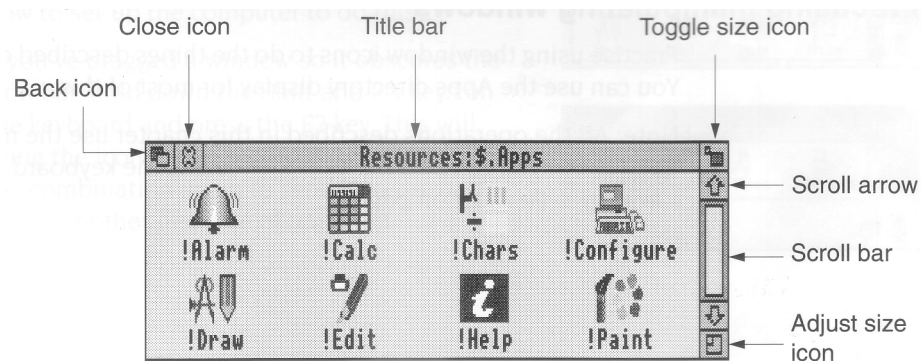 Close icon Title bar Toggle size icon
Back icon
Resources:$.Apps
Scroll arrow
!Alarm !Calc !Chars !Configure
Scroll bar
!Draw !Edit !Help !Paint
Adjust size
icon